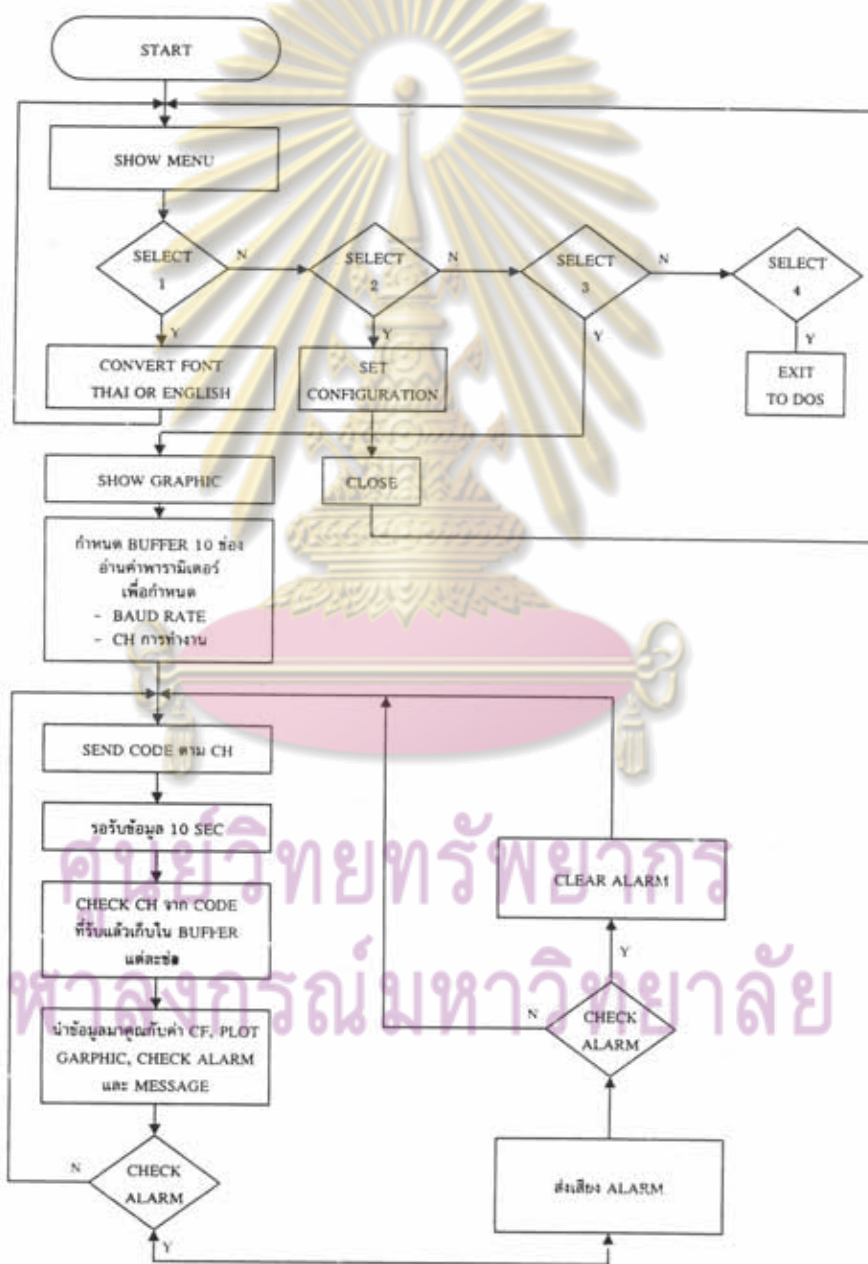 START
SHOW MENU
SELECT
1
N
Y
SELECT
2
N
Y
SELECT
3
N
Y
SELECT
4
Y
CONVERT FONT
THAI OR ENGLISH
SET
CONFIGURATION
EXIT
TO DOS
SHOW GRAPHIC
CLOSE
กำหนด BUFFER 10 ช่อง
อ่านค่าพารามิเตอร์
เพื่อกำหนด
- BAUD RATE
- CH การทำงาน
SEND CODE ตาม CH
รอรับข้อมูล 10 SEC
CHECK CH จาก CODE
ที่รับแล้วเก็บใน BUFFER
แต่ละช่อ
นำข้อมูลมาคูณกับค่า CF, PLOT
GARPHIC, CHECK ALARM
และ MESSAGE
CHECK
ALARM
N
Y
ส่งเสียง ALARM
CHECK
ALARM
N
Y
CLEAR ALARM
ศูนย์วิทยทรัพยากร
จุฬาลงกรณ์มหาวิทยาลัย